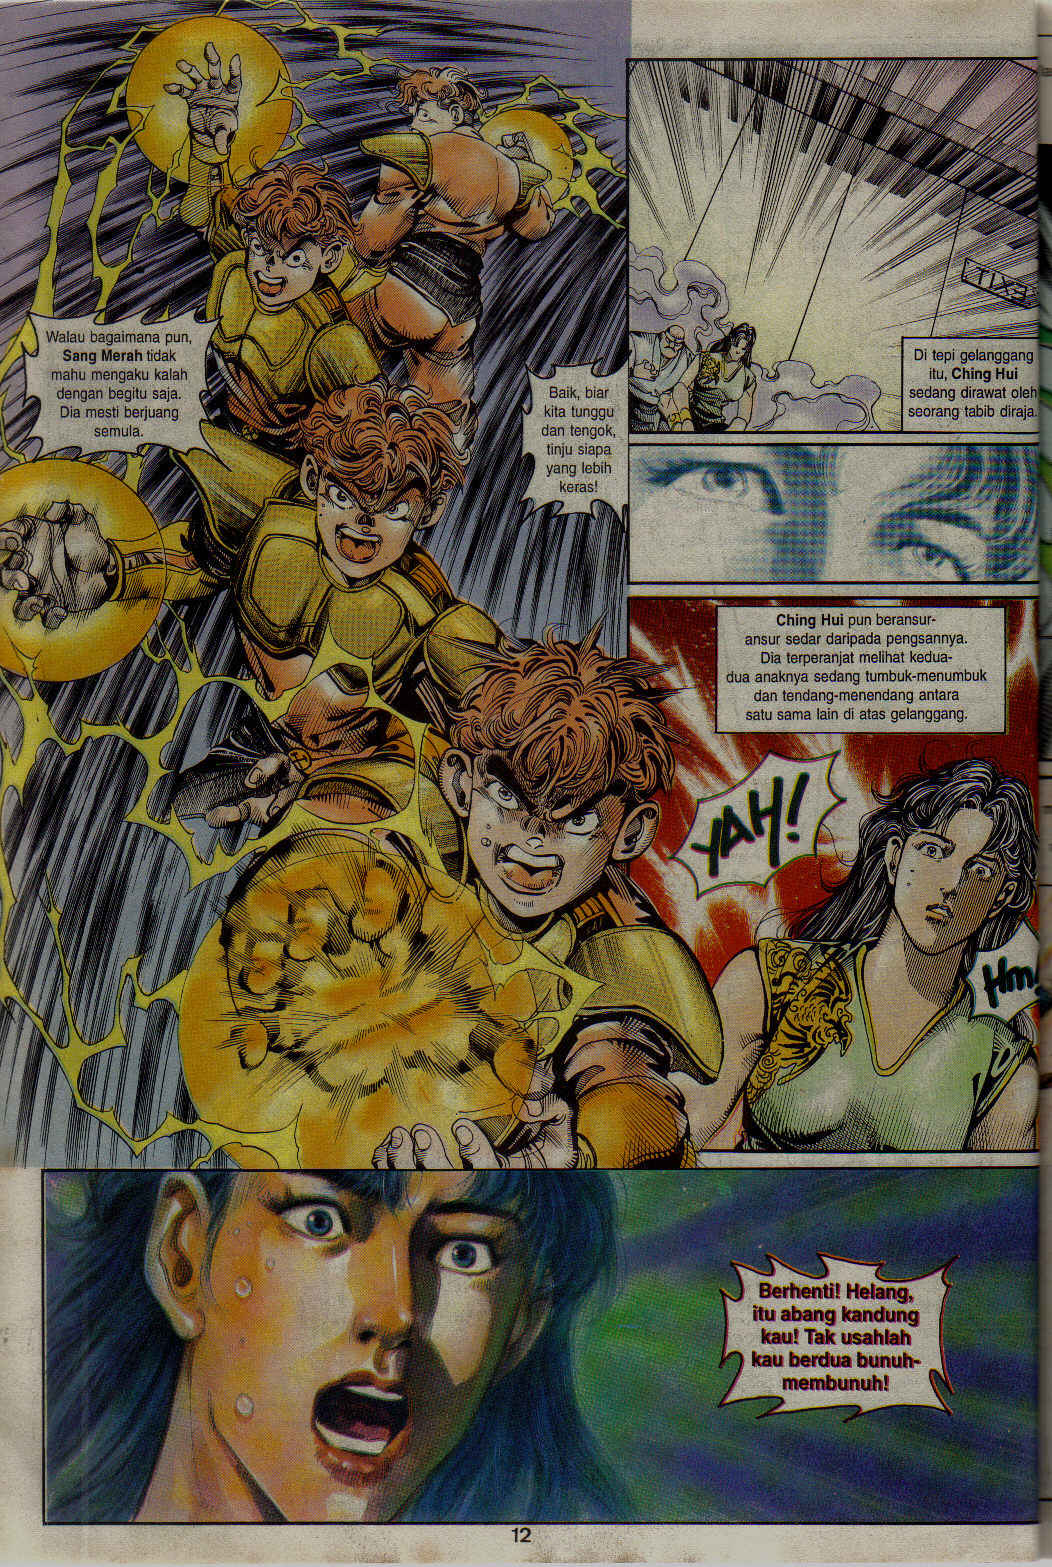 Walau bagaimana pun,
Sang Merah tidak
mahu mengaku kalah
dengan begitu saja.
Dia mesti berjuang
semula.
Baik, biar
kita tunggu
dan tengok,
tinju siapa
yang lebih
keras!
EXIT
Di tepi gelanggang
itu, Ching Hui
sedang dirawat oleh
seorang tabib diraja.
Ching Hui pun beransur-
ansur sedar daripada pengsannya.
Dia terperanjat melihat kedua-
dua anaknya sedang tumbuk-menumbuk
dan tendang-menendang antara
satu sama lain di atas gelanggang.
YAH!
HM
Berhenti! Helang,
itu abang kandung
kau! Tak usahlah
kau berdua bunuh-
membunuh!
12